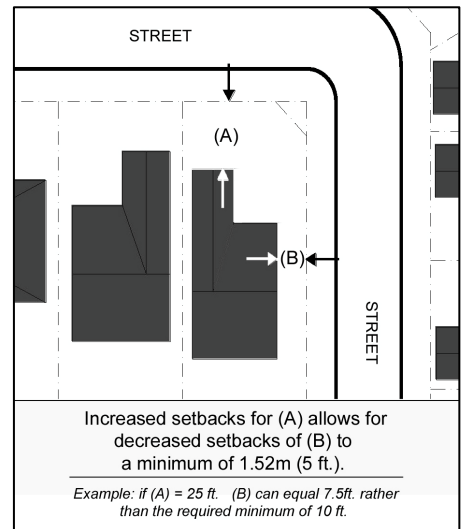 STREET
(A)
(B)
STREET
Increased setbacks for (A) allows for
decreased setbacks of (B) to
a minimum of 1.52m (5 ft.).
Example: if (A) = 25 ft. (B) can equal 7.5ft. rather
than the required minimum of 10 ft.